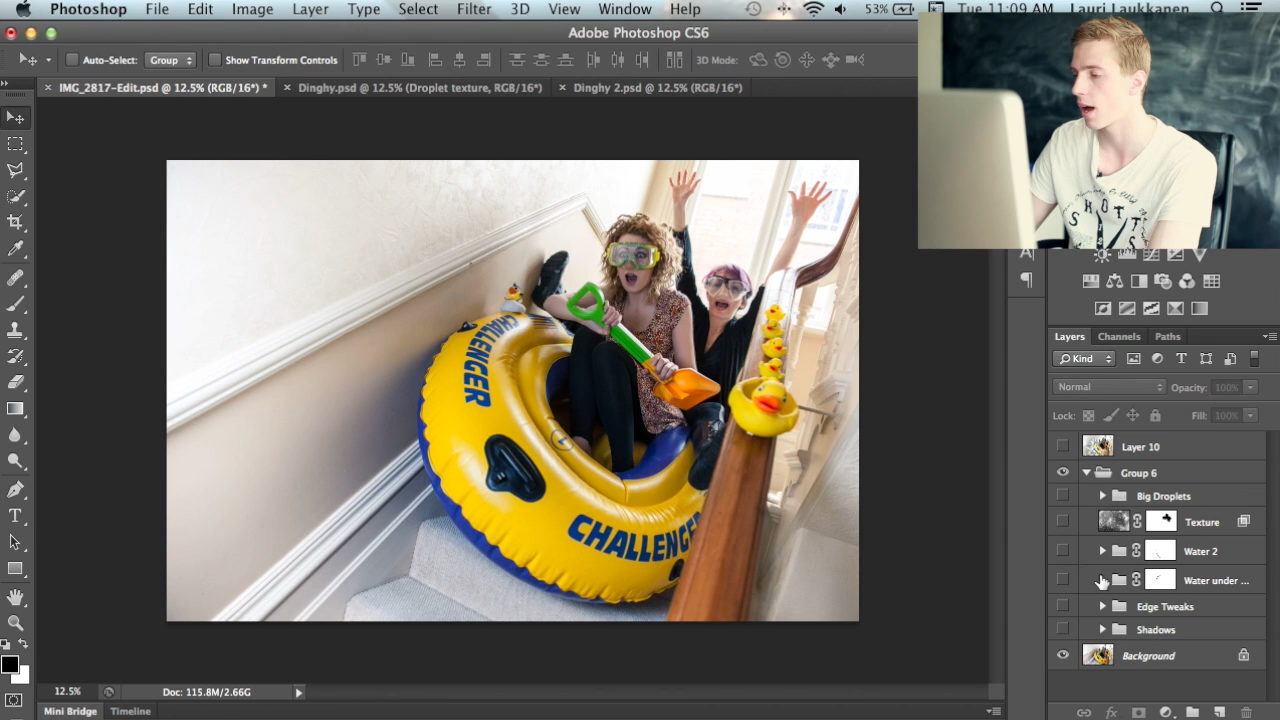 Photoshop File Edit Image Layer Type Select Filter 3D View Window Help 53% Tue 11:09 AM Lauri Laukkanen
Adobe Photoshop CS6
Auto-Select: Group Show Transform Controls 3D Mode:
× IMG_2817-Edit.psd @ 12.5% (RGB/16*) * × Dinghy.psd @ 12.5% (Droplet texture, RGB/16*) × Dinghy 2.psd @ 12.5% (RGB/16*)
SHOTS
CHALLENGER
CHALLENGER
CHALLENGER
Layers Channels Paths
Kind
Normal Opacity: 100%
Lock: Fill: 100%
Layer 10
Group 6
Big Droplets
Texture
Water 2
Water under ...
Edge Tweaks
Shadows
Background
12.5% Doc: 115.8M/2.66G
Mini Bridge Timeline